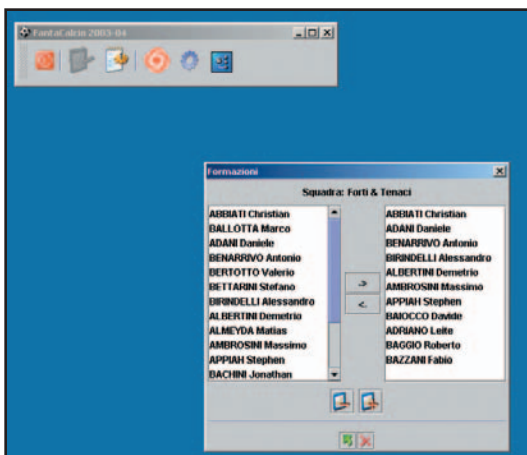 FantaCalcio 2003-04
Formazioni
Squadra: Forti & Tenaci
ABBIATI Christian
BALLOTTA Marco
ADANI Daniele
BENARRIVO Antonio
BERTOTTO Valerio
BETTARINI Stefano
BIRINDELLI Alessandro
ALBERTINI Demetrio
ALMEYDA Matias
AMBROSINI Massimo
APPIAH Stephen
BACHINI Jonathan
->
<-
ABBIATI Christian
ADANI Daniele
BENARRIVO Antonio
BIRINDELLI Alessandro
ALBERTINI Demetrio
AMBROSINI Massimo
APPIAH Stephen
BAIOCCO Davide
ADRIANO Leite
BAGGIO Roberto
BAZZANI Fabio